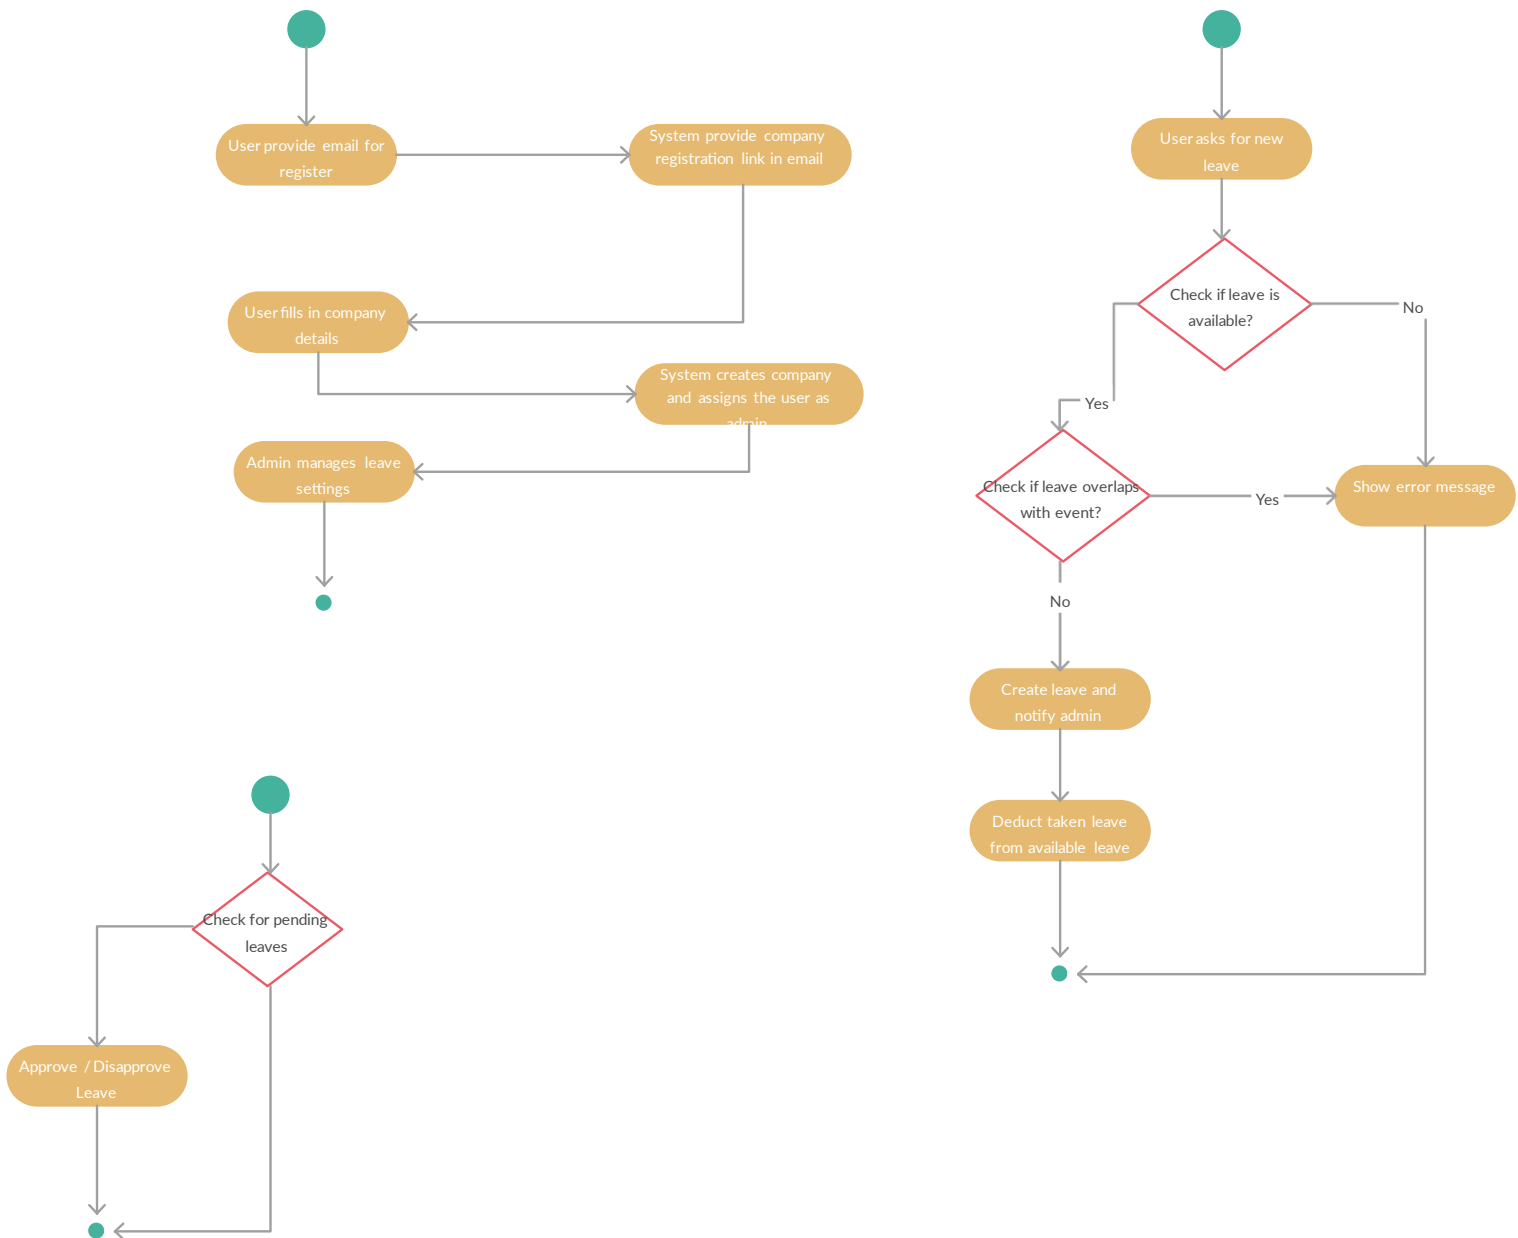 User provide email for
register
System provide company
registration link in email
User fills in company
details
System creates company
and assigns the user as
admin
Admin manages leave
settings
User asks for new
leave
Check if leave is
available?
No
Yes
Check if leave overlaps
with event?
Yes
Show error message
No
Create leave and
notify admin
Deduct taken leave
from available leave
Check for pending
leaves
Approve / Disapprove
Leave